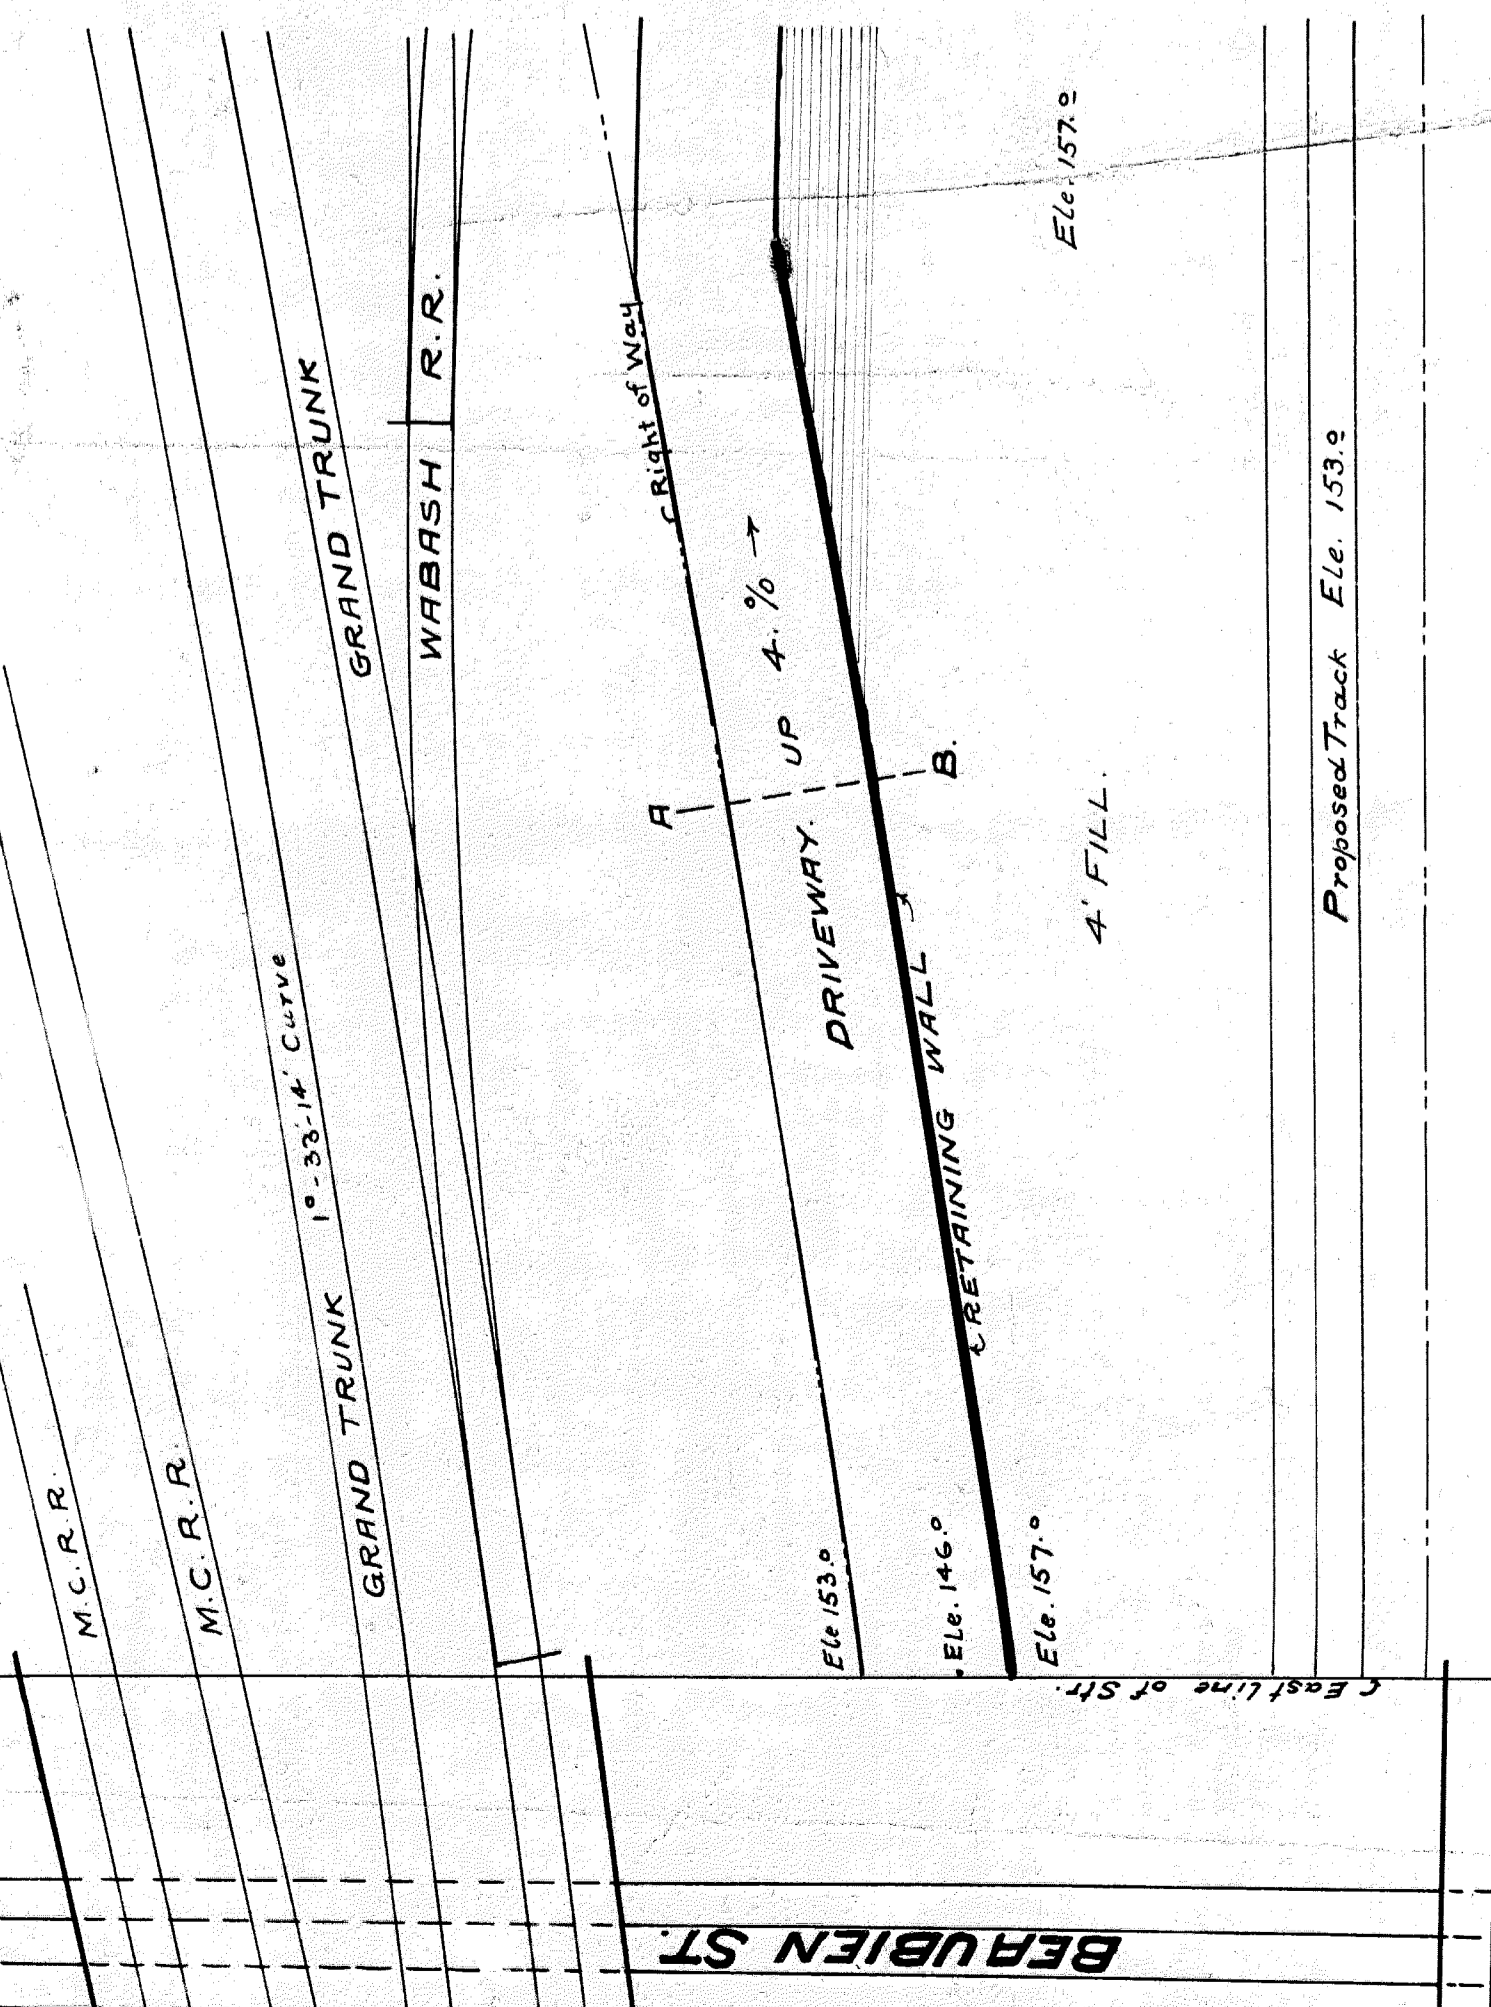 M.C.R.R.
M.C.R.R.
GRAND TRUNK 1°-33'-14' Curve
GRAND TRUNK
WABASH R.R.
Right of Way
A
B.
DRIVEWAY. UP 4.%→
RETAINING WALL
4' FILL.
Ele. 157.0
Ele 153.0
.ELe. 146.0
Ele. 157.0
Proposed Track Ele. 153.0
East Line of Str.
BEAUBIEN ST.